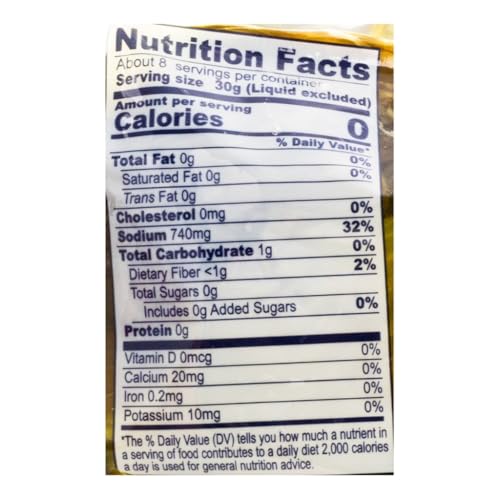 Nutrition Facts
About 8 servings per container
Serving size 30g (Liquid excluded)
Amount per serving
Calories 0
% Daily Value*
Total Fat 0g 0%
Saturated Fat 0g 0%
Trans Fat 0g
Cholesterol 0mg 0%
Sodium 740mg 32%
Total Carbohydrate 1g 0%
Dietary Fiber <1g 2%
Total Sugars 0g
Includes 0g Added Sugars 0%
Protein 0g
Vitamin D 0mcg 0%
Calcium 20mg 0%
Iron 0.2mg 0%
Potassium 10mg 0%
*The % Daily Value (DV) tells you how much a nutrient in
a serving of food contributes to a daily diet 2,000 calories
a day is used for general nutrition advice.